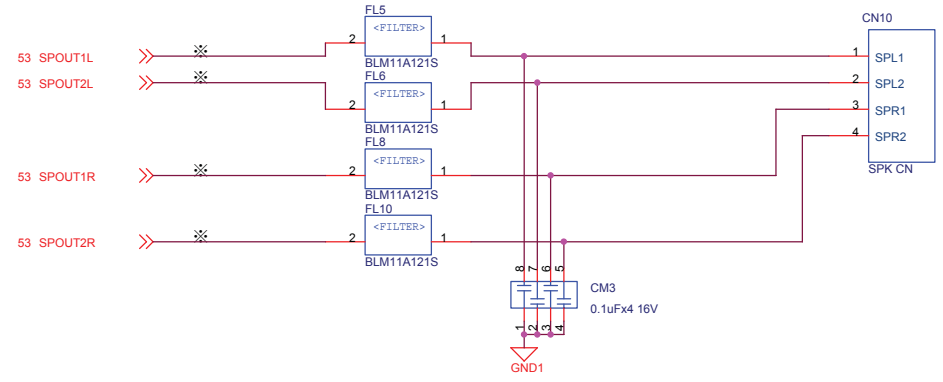 FL5
<FILTER>
2
1
BLM11A121S
CN10
53 SPOUT1L
※
1
SPL1
53 SPOUT2L
※
FL6
<FILTER>
2
1
BLM11A121S
2
SPL2
3
SPR1
4
SPR2
SPK CN
FL8
<FILTER>
53 SPOUT1R
※
2
1
BLM11A121S
FL10
<FILTER>
53 SPOUT2R
※
2
1
BLM11A121S
8 7 6 5
CM3
0.1uFx4 16V
1 2 3 4
GND1